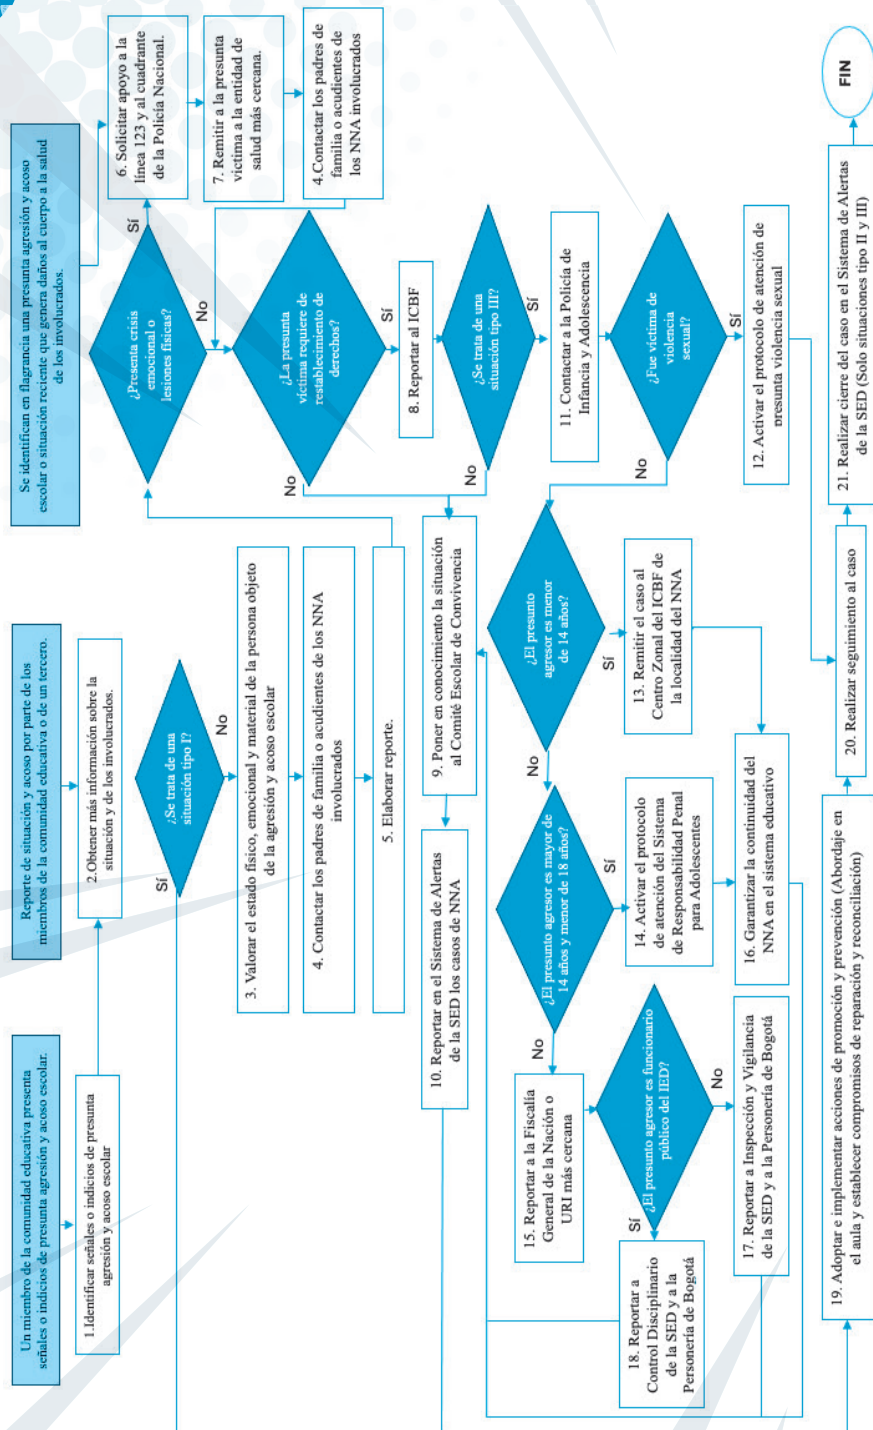 Un miembro de la comunidad educativa presenta
señales o indicios de presunta agresión y acoso escolar.
1.Identificar señales o indicios de presunta
agresión y acoso escolar
Reporte de situación y acoso por parte de los
miembros de la comunidad educativa o de un tercero.
2.Obtener más información sobre la
situación y de los involucrados.
¿Se trata de una
situación tipo I?
Sí
No
3. Valorar el estado físico, emocional y material de la persona objeto
de la agresión y acoso escolar
4. Contactar los padres de familia o acudientes de los NNA
involucrados
5. Elaborar reporte.
Se identifican en flagrancia una presunta agresión y acoso
escolar o situación reciente que genera daños al cuerpo a la salud
de los involucrados.
¿Presenta crisis
emocional o
lesiones físicas?
Sí
No
6. Solicitar apoyo a la
línea 123 y al cuadrante
de la Policía Nacional.
7. Remitir a la presunta
víctima a la entidad de
salud más cercana.
4.Contactar los padres de
familia o acudientes de
los NNA involucrados
¿La presunta
víctima requiere de
restablecimiento de
derechos?
No
Sí
8. Reportar al ICBF
¿Se trata de una
situación tipo III?
No
Sí
9. Poner en conocimiento la situación
al Comité Escolar de Convivencia
10. Reportar en el Sistema de Alertas
de la SED los casos de NNA
11. Contactar a la Policía de
Infancia y Adolescencia
¿Fue víctima de
violencia
sexual?
No
Sí
12. Activar el protocolo de atención de
presunta violencia sexual
¿El presunto
agresor es menor
de 14 años?
No
Sí
13. Remitir el caso al
Centro Zonal del ICBF de
la localidad del NNA
¿El presunto agresor es mayor de
14 años y menor de 18 años?
No
Sí
14. Activar el protocolo
de atención del Sistema
de Responsabilidad Penal
para Adolescentes
15. Reportar a la Fiscalía
General de la Nación o
URI más cercana
¿El presunto agresor es funcionario
público del IED?
Sí
No
16. Garantizar la continuidad del
NNA en el sistema educativo
17. Reportar a Inspección y Vigilancia
de la SED y a la Personería de Bogotá
18. Reportar a
Control Disciplinario
de la SED y a la
Personería de Bogotá
19. Adoptar e implementar acciones de promoción y prevención (Abordaje en
el aula y establecer compromisos de reparación y reconciliación)
20. Realizar seguimiento al caso
21. Realizar cierre del caso en el Sistema de Alertas
de la SED (Solo situaciones tipo II y III)
FIN